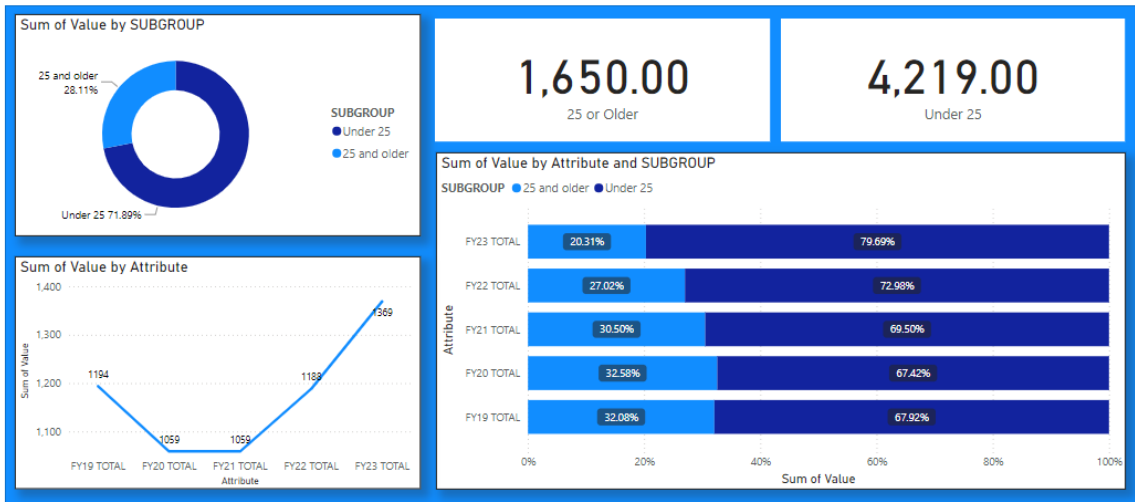 Sum of Value by SUBGROUP
25 and older
28.11%
Under 25 71.89%
SUBGROUP
Under 25
25 and older
1,650.00
25 or Older
4,219.00
Under 25
Sum of Value by Attribute
Sum of Value
1,400
1,300
1,200
1,100
1194
1059
1059
1188
1369
FY19 TOTAL FY20 TOTAL FY21 TOTAL FY22 TOTAL FY23 TOTAL
Attribute
Sum of Value by Attribute and SUBGROUP
SUBGROUP 25 and older Under 25
Attribute
FY23 TOTAL 20.31% 79.69%
FY22 TOTAL 27.02% 72.98%
FY21 TOTAL 30.50% 69.50%
FY20 TOTAL 32.58% 67.42%
FY19 TOTAL 32.08% 67.92%
0% 20% 40% 60% 80% 100%
Sum of Value